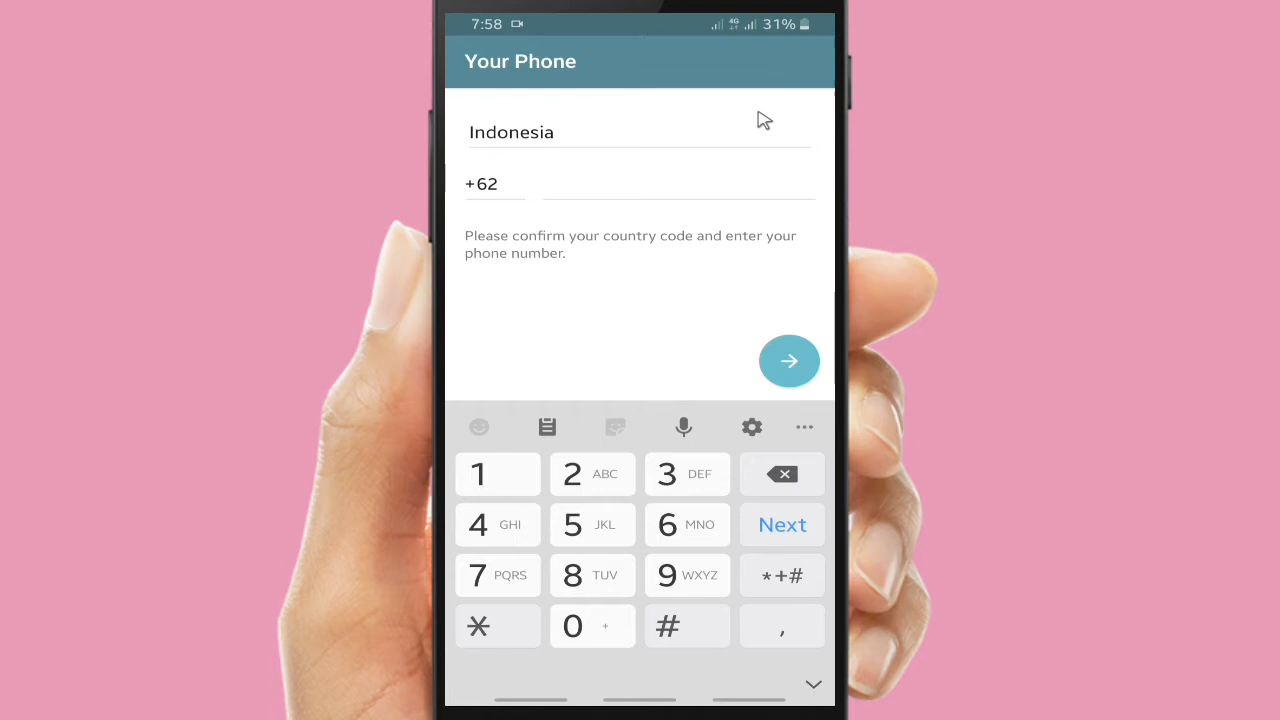 7:58 4G 31%
Your Phone
Indonesia
+62
Please confirm your country code and enter your
phone number.
1 2 ABC 3 DEF
4 GHI 5 JKL 6 MNO Next
7 PQRS 8 TUV 9 WXYZ *+#
* 0 + # ,